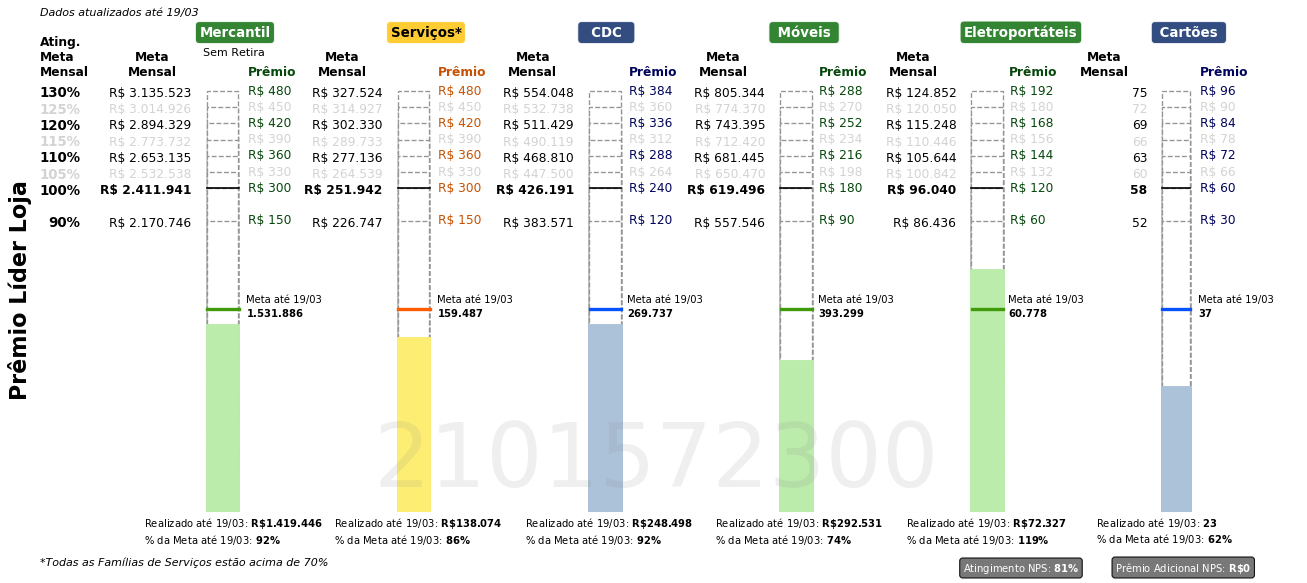 Dados atualizados até 19/03
Mercantil Serviços* CDC Móveis Eletroportáteis Cartões
Sem Retira
Ating. Meta Mensal Meta Mensal Prêmio Meta Mensal Prêmio Meta Mensal Prêmio Meta Mensal Prêmio Meta Mensal Prêmio Meta Mensal Prêmio
130% R$ 3.135.523 R$ 480 R$ 327.524 R$ 480 R$ 554.048 R$ 384 R$ 805.344 R$ 288 R$ 124.852 R$ 192 75 R$ 96
125% R$ 3.014.926 R$ 450 R$ 314.927 R$ 450 R$ 532.738 R$ 360 R$ 774.370 R$ 270 R$ 120.050 R$ 180 72 R$ 90
120% R$ 2.894.329 R$ 420 R$ 302.330 R$ 420 R$ 511.429 R$ 336 R$ 743.395 R$ 252 R$ 115.248 R$ 168 69 R$ 84
115% R$ 2.773.732 R$ 390 R$ 289.733 R$ 390 R$ 490.119 R$ 312 R$ 712.420 R$ 234 R$ 110.446 R$ 156 66 R$ 78
110% R$ 2.653.135 R$ 360 R$ 277.136 R$ 360 R$ 468.810 R$ 288 R$ 681.445 R$ 216 R$ 105.644 R$ 144 63 R$ 72
105% R$ 2.532.538 R$ 330 R$ 264.539 R$ 330 R$ 447.500 R$ 264 R$ 650.470 R$ 198 R$ 100.842 R$ 132 60 R$ 66
100% R$ 2.411.941 R$ 300 R$ 251.942 R$ 300 R$ 426.191 R$ 240 R$ 619.496 R$ 180 R$ 96.040 R$ 120 58 R$ 60
90% R$ 2.170.746 R$ 150 R$ 226.747 R$ 150 R$ 383.571 R$ 120 R$ 557.546 R$ 90 R$ 86.436 R$ 60 52 R$ 30
Prêmio Líder Loja
Meta até 19/03 Meta até 19/03 Meta até 19/03 Meta até 19/03 Meta até 19/03 Meta até 19/03
1.531.886 159.487 269.737 393.299 60.778 37
2101572300
Realizado até 19/03: R$1.419.446 Realizado até 19/03: R$138.074 Realizado até 19/03: R$248.498 Realizado até 19/03: R$292.531 Realizado até 19/03: R$72.327 Realizado até 19/03: 23
% da Meta até 19/03: 92% % da Meta até 19/03: 86% % da Meta até 19/03: 92% % da Meta até 19/03: 74% % da Meta até 19/03: 119% % da Meta até 19/03: 62%
*Todas as Famílias de Serviços estão acima de 70% Atingimento NPS: 81% Prêmio Adicional NPS: R$0